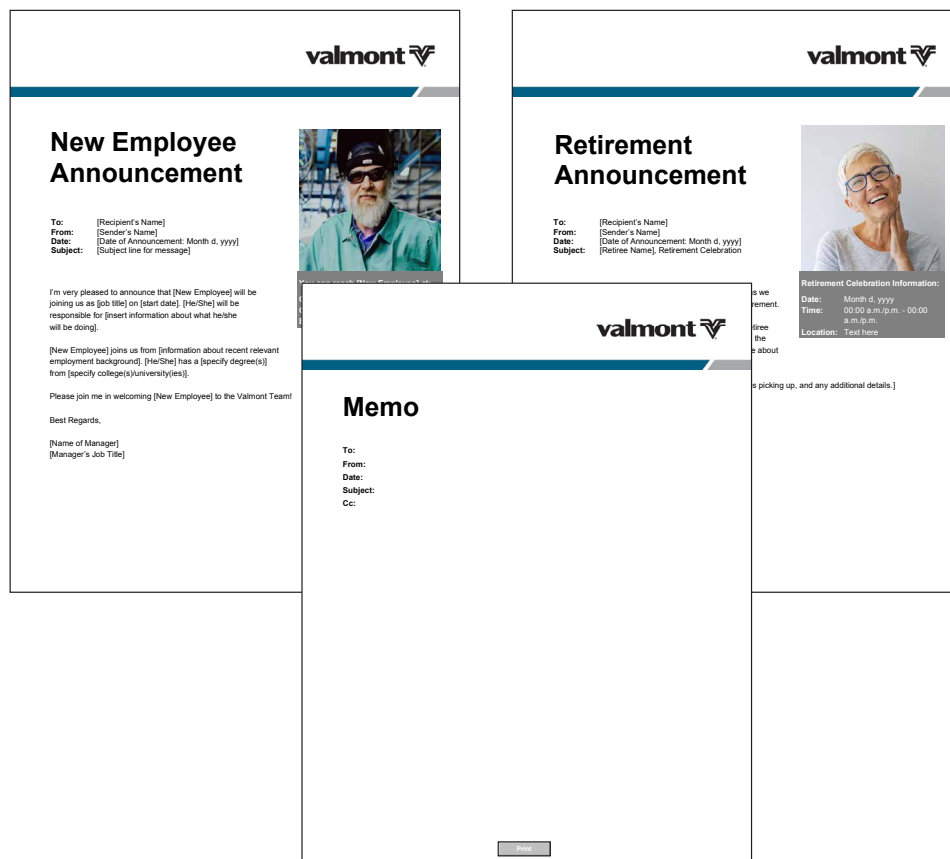 valmont
New Employee
Announcement
To: [Recipient's Name]
From: [Sender's Name]
Date: [Date of Announcement: Month d, yyyy]
Subject: [Subject line for message]
I'm very pleased to announce that [New Employee] will be
joining us as [job title] on [start date]. [He/She] will be
responsible for [insert information about what he/she
will be doing].
[New Employee] joins us from [information about recent relevant
employment background]. [He/She] has a [specify degree(s)]
from [specify college(s)/university(ies)].
Please join me in welcoming [New Employee] to the Valmont Team!
Best Regards,
[Name of Manager]
[Manager's Job Title]
valmont
Retirement
Announcement
To: [Recipient's Name]
From: [Sender's Name]
Date: [Date of Announcement: Month d, yyyy]
Subject: [Retiree Name], Retirement Celebration
Retirement Celebration Information:
Date: Month d, yyyy
Time: 00:00 a.m./p.m. - 00:00
a.m./p.m.
Location: Text here
we
the
about
picking up, and any additional details.]
valmont
Memo
To:
From:
Date:
Subject:
Cc:
Print